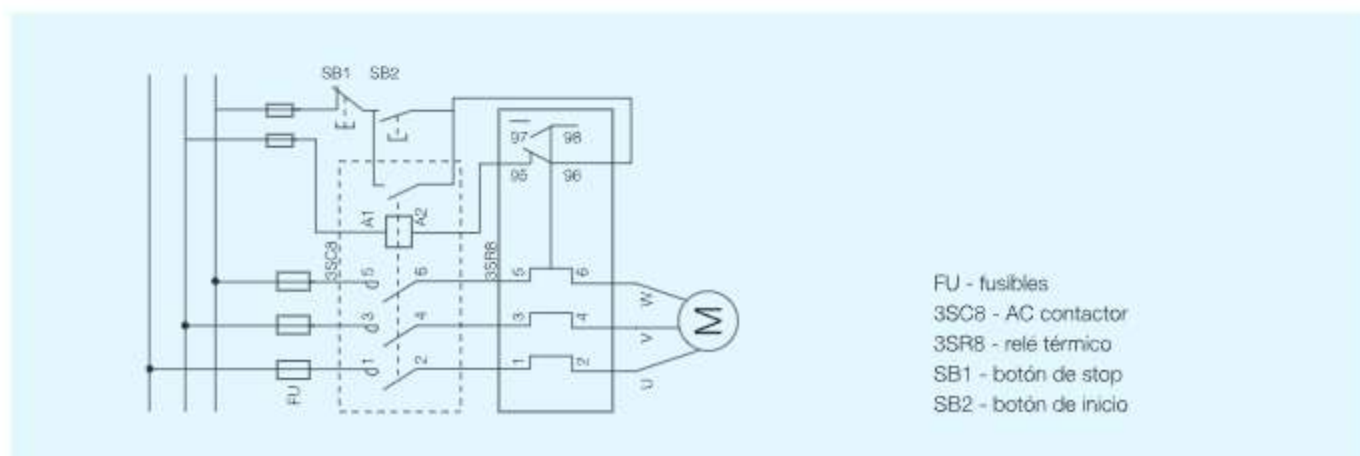 SB1 SB2
97 98
95 96
A1 A2
3SC8 5 6 3SR8 5 6 W
3 4 3 4 V M
1 2 1 2 U
FU
FU - fusibles
3SC8 - AC contactor
3SR8 - relé térmico
SB1 - botón de stop
SB2 - botón de inicio